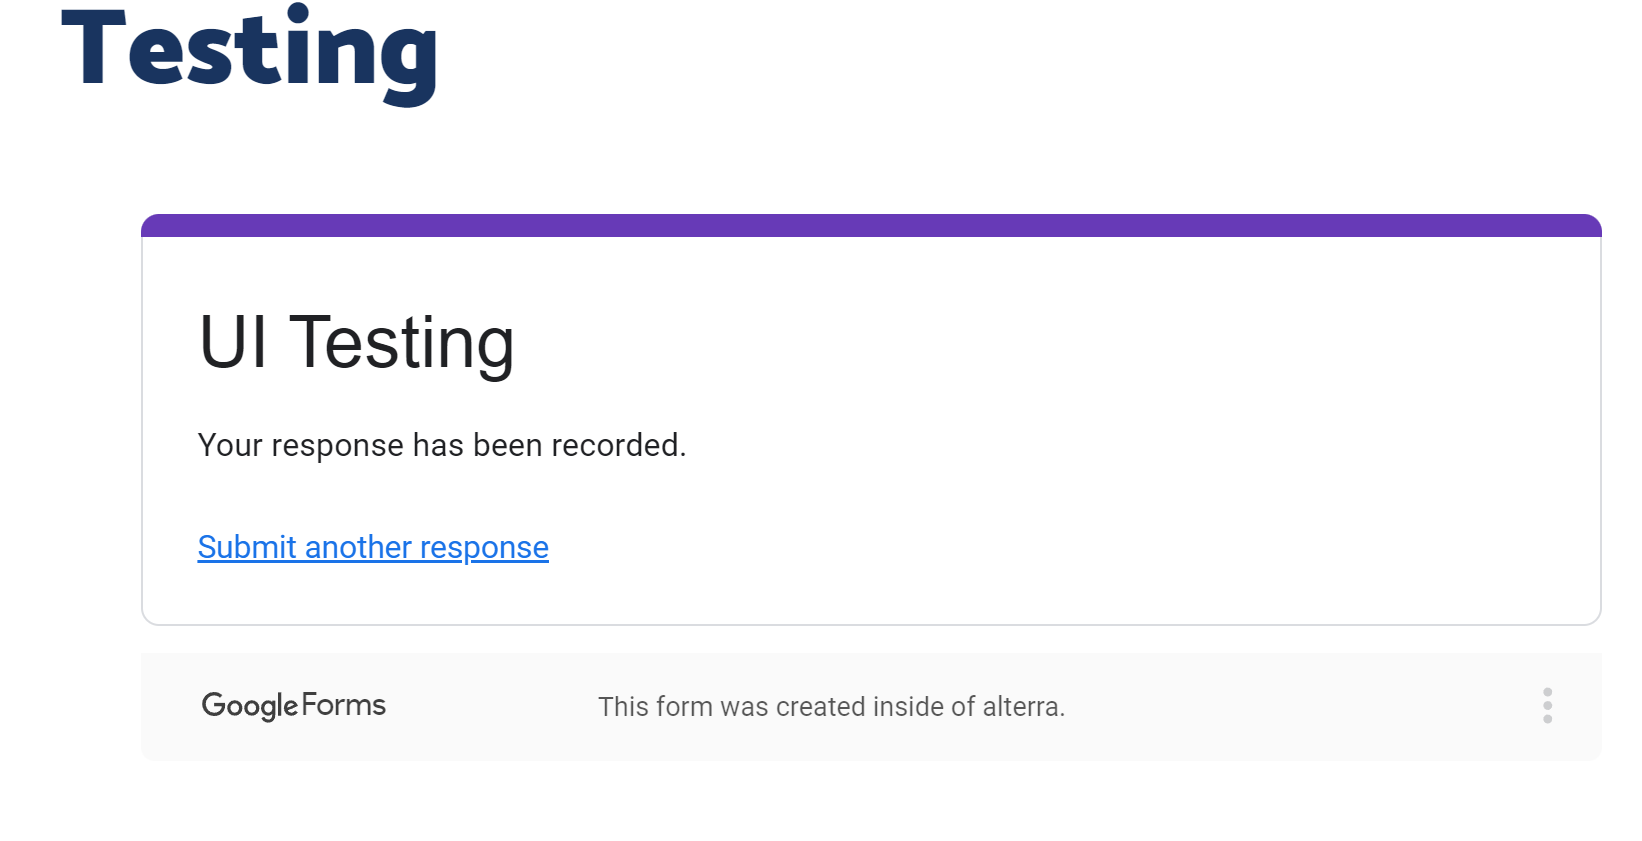 Testing
UI Testing
Your response has been recorded.
Submit another response
Google Forms
This form was created inside of alterra.